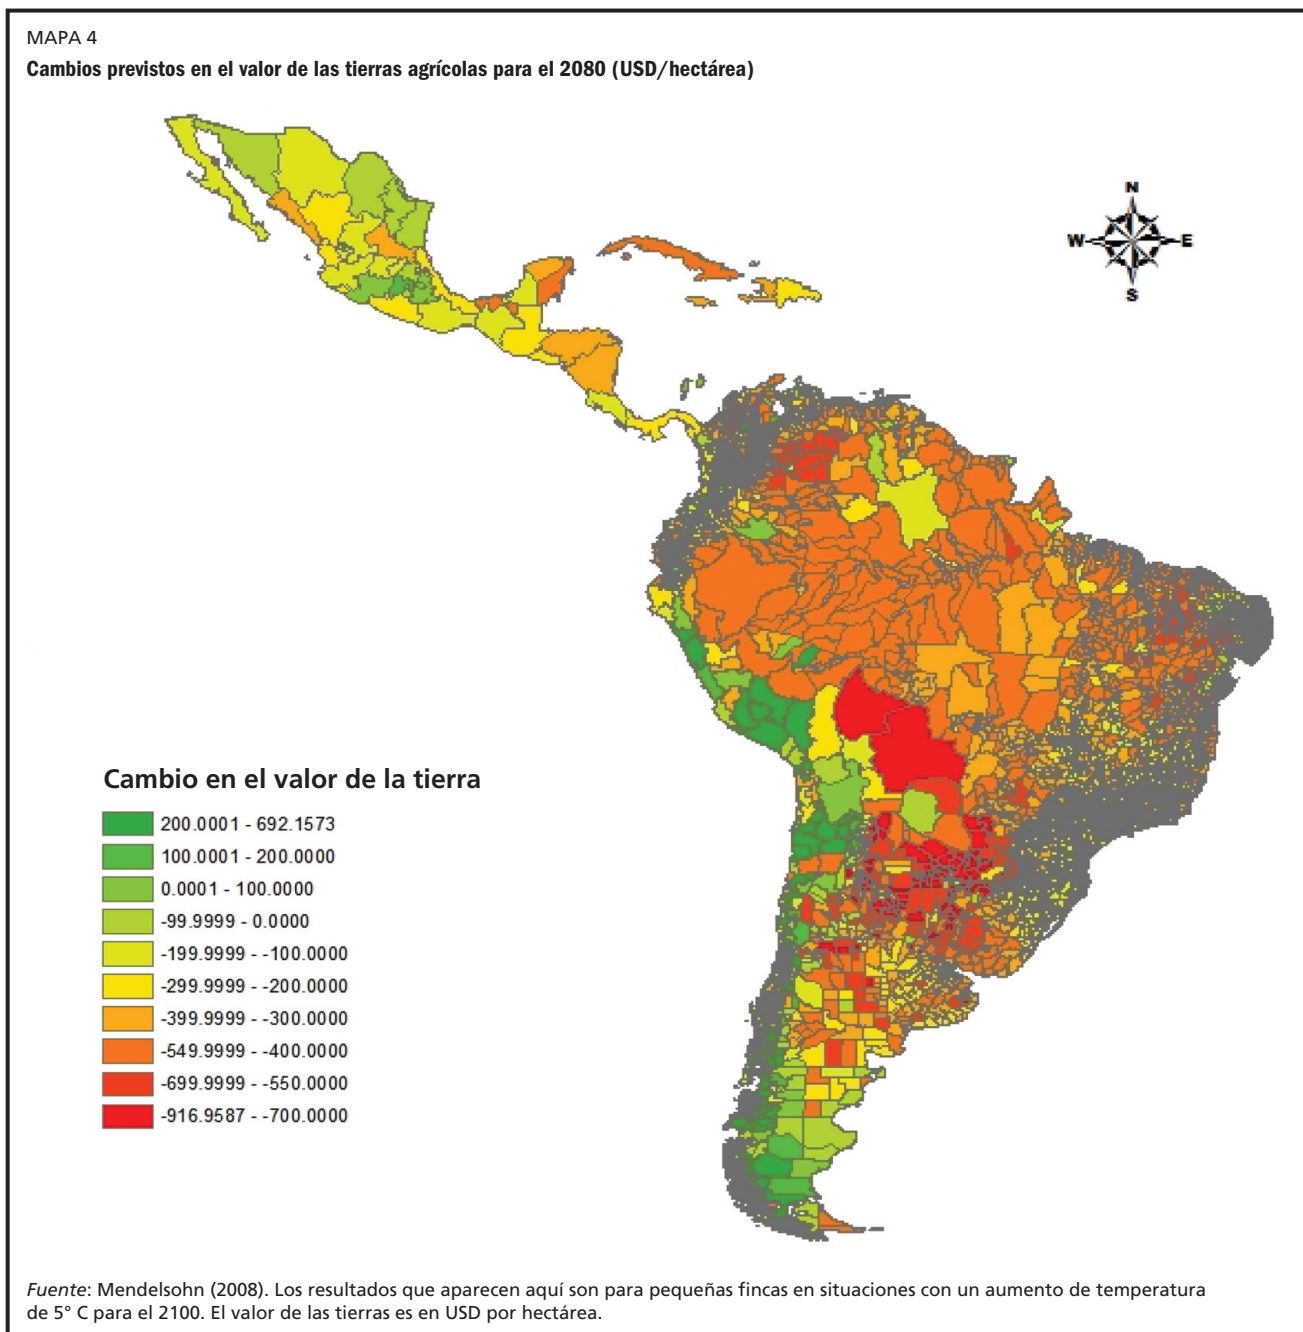 MAPA 4
Cambios previstos en el valor de las tierras agrícolas para el 2080 (USD/hectárea)
N
W E
S
Cambio en el valor de la tierra
200.0001 - 692.1573
100.0001 - 200.0000
0.0001 - 100.0000
-99.9999 - 0.0000
-199.9999 - -100.0000
-299.9999 - -200.0000
-399.9999 - -300.0000
-549.9999 - -400.0000
-699.9999 - -550.0000
-916.9587 - -700.0000
Fuente: Mendelsohn (2008). Los resultados que aparecen aquí son para pequeñas fincas en situaciones con un aumento de temperatura
de 5° C para el 2100. El valor de las tierras es en USD por hectárea.